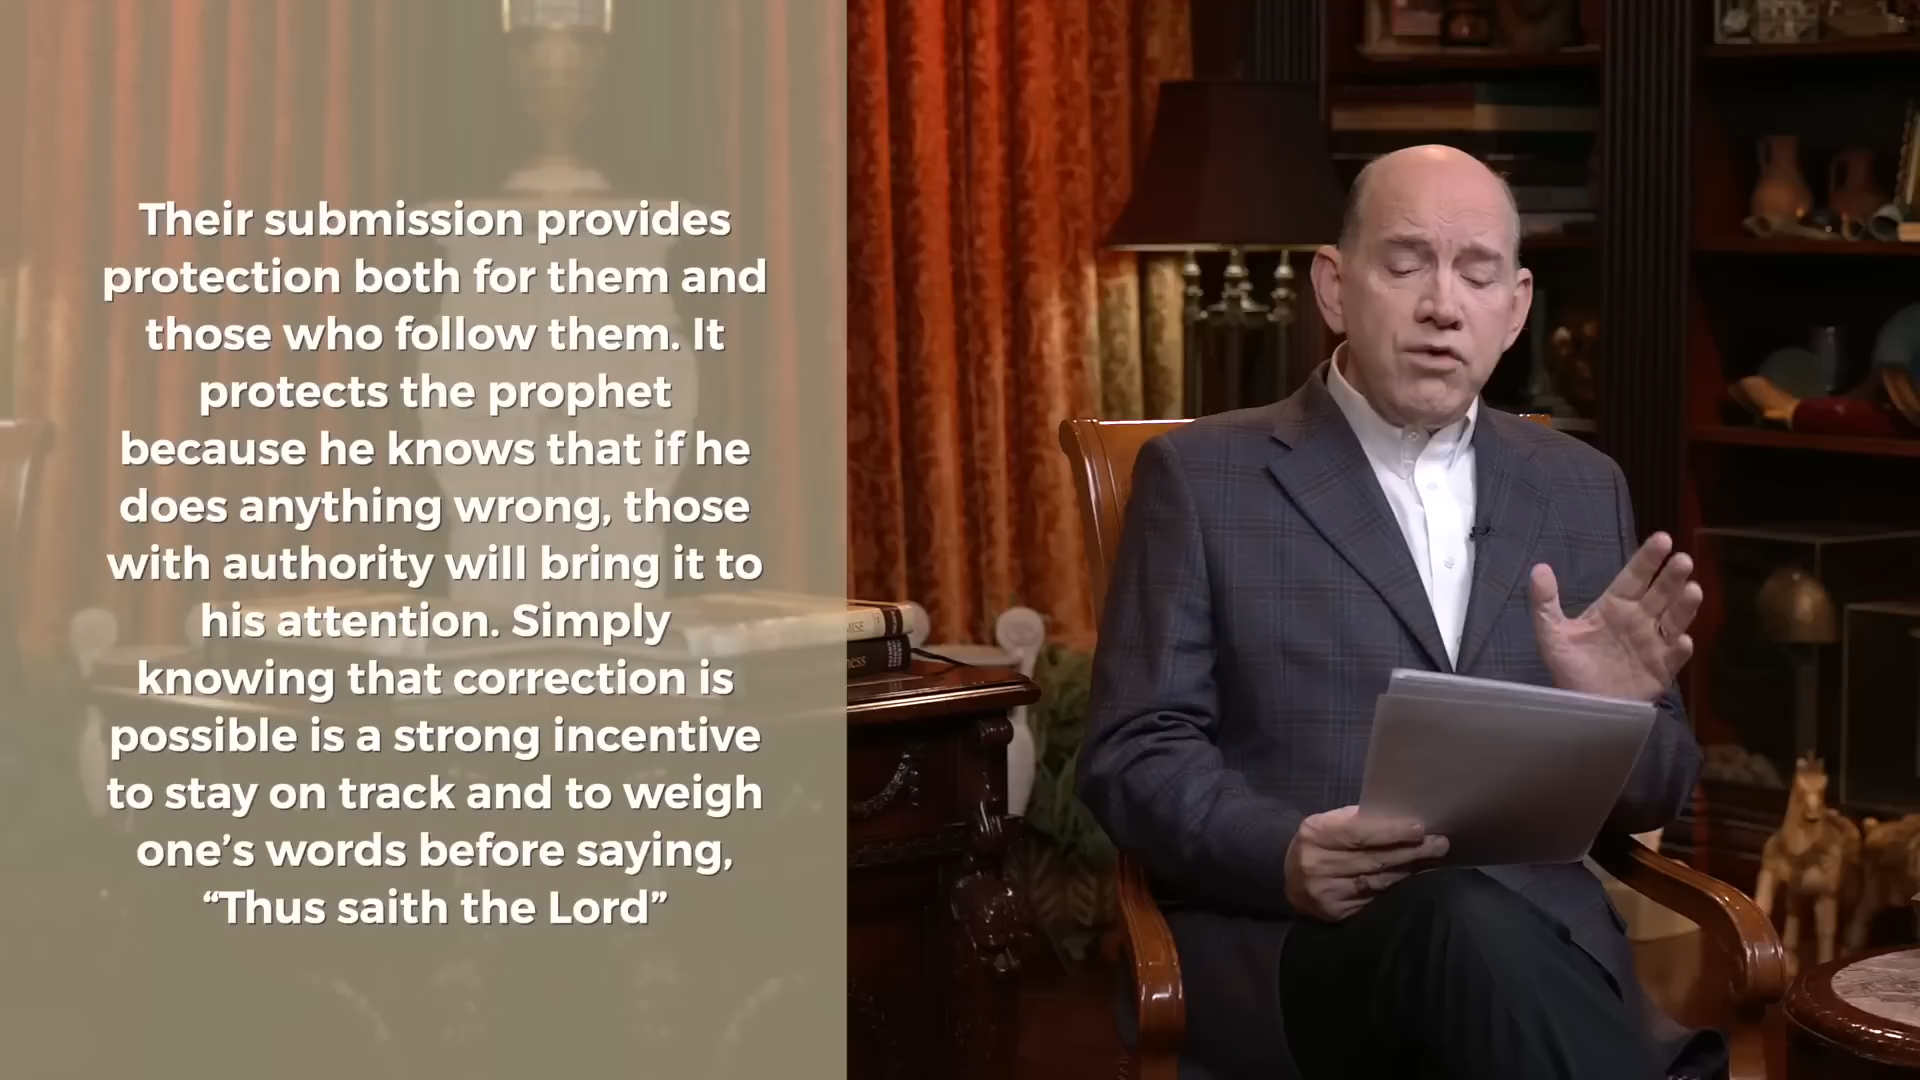 Their submission provides
protection both for them and
those who follow them. It
protects the prophet
because he knows that if he
does anything wrong, those
with authority will bring it to
his attention. Simply
knowing that correction is
possible is a strong incentive
to stay on track and to weigh
one’s words before saying,
“Thus saith the Lord”